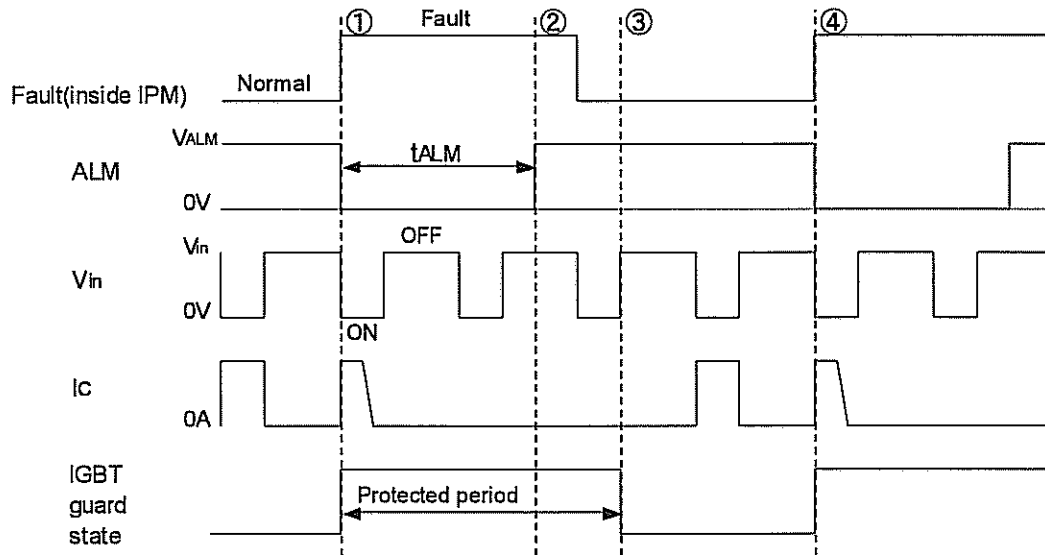 ① Fault ② ③ ④
Normal
Fault(inside IPM)
VALM
tALM
ALM
0V
Vin
OFF
Vin
0V
ON
Ic
0A
IGBT
guard
state
Protected period